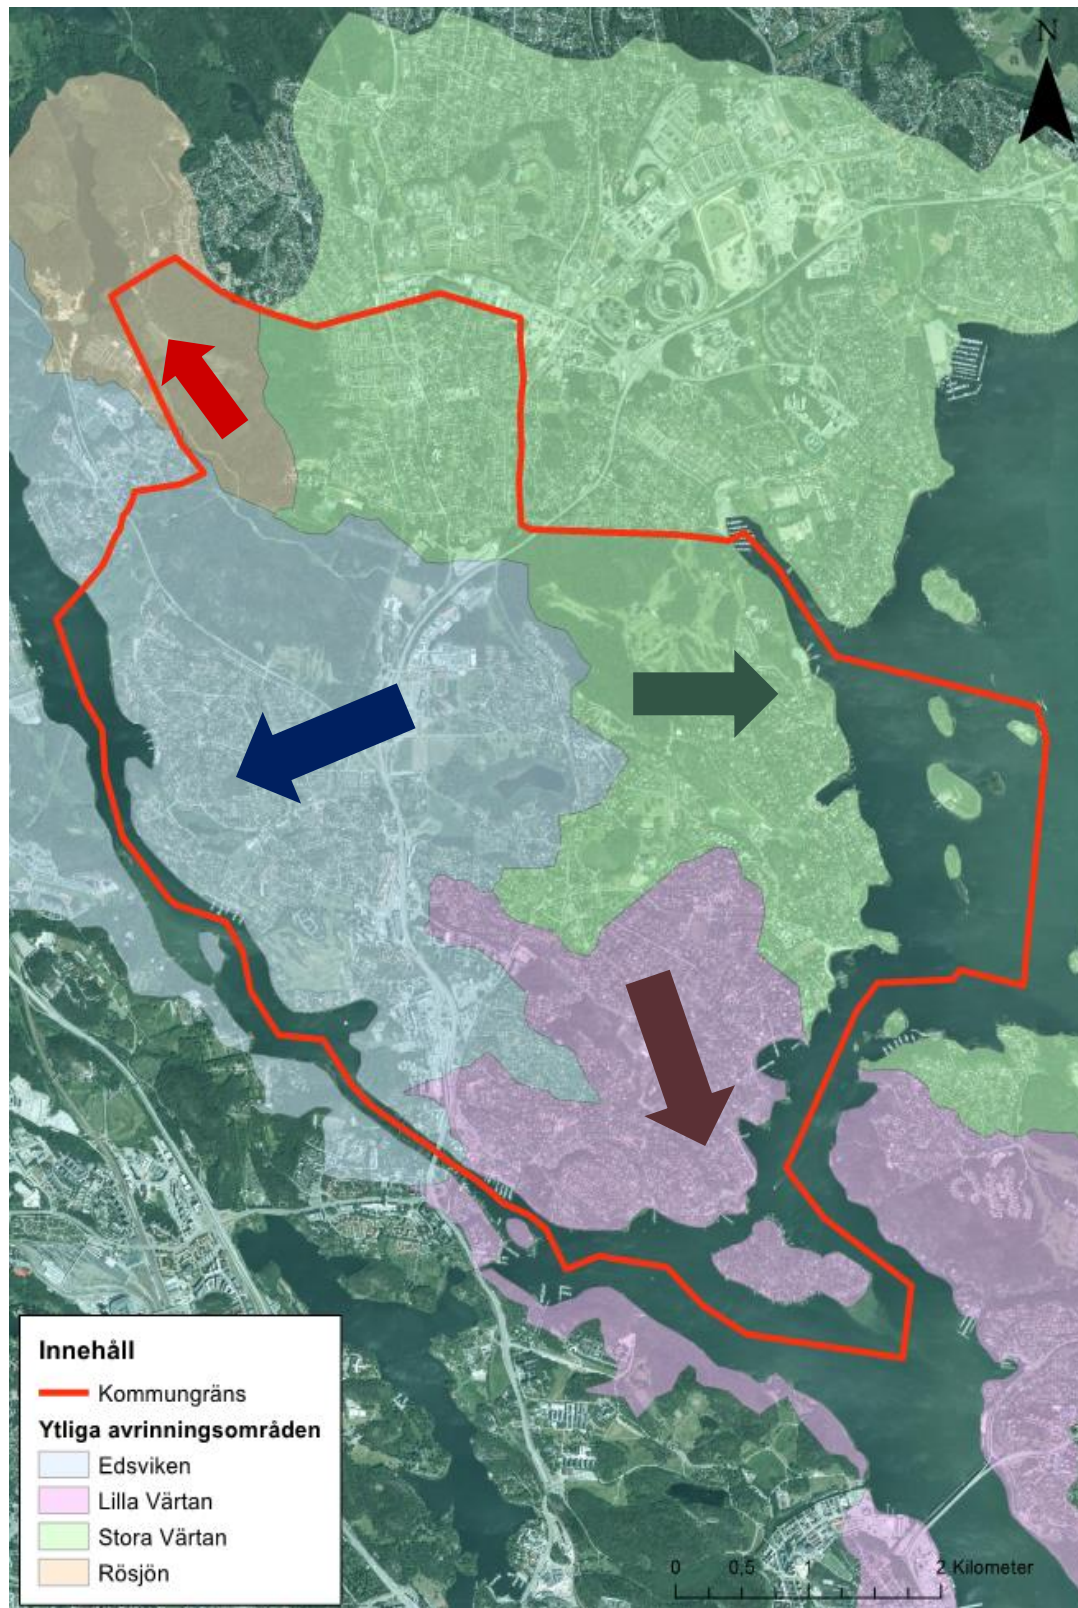 N
Innehåll
Kommungräns
Ytliga avrinningsområden
Edsviken
Lilla Värtan
Stora Värtan
Rösjön
0 0,5 1 2 Kilometer